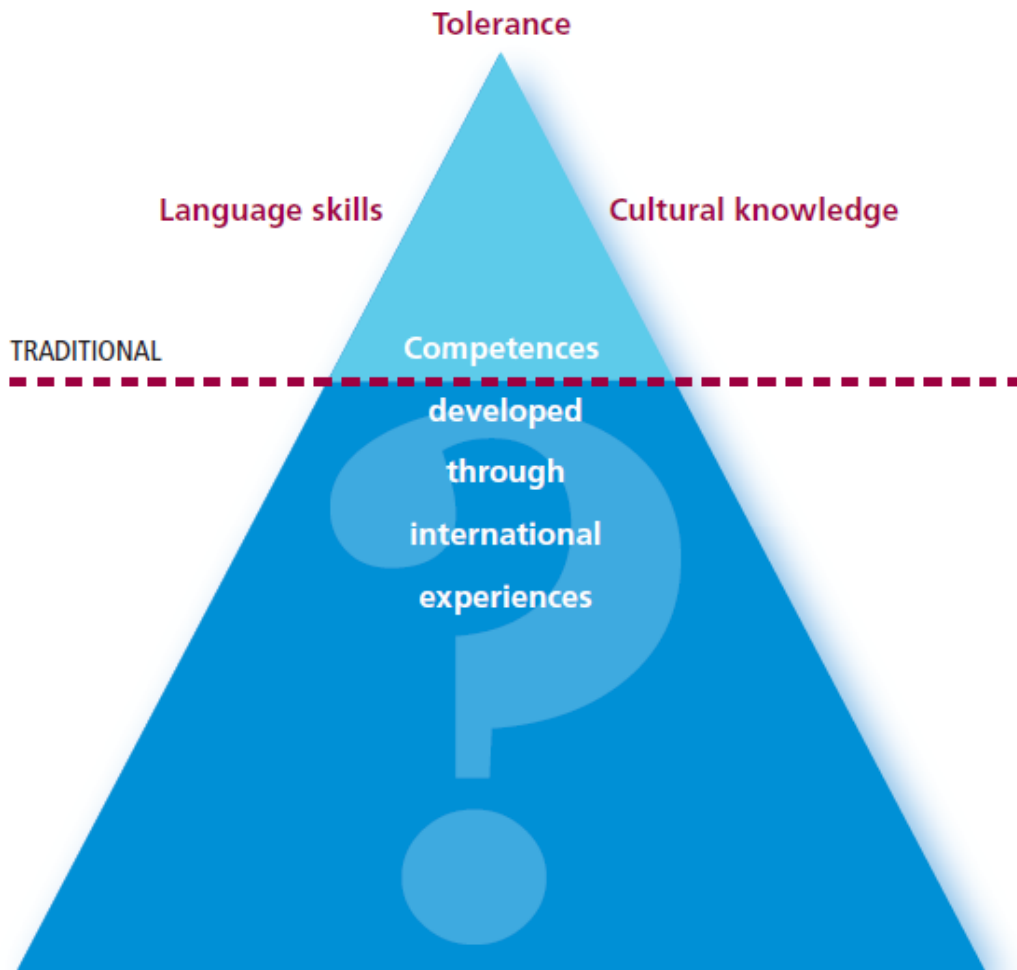 Tolerance
Language skills
Cultural knowledge
TRADITIONAL
Competences
developed
through
international
experiences
?